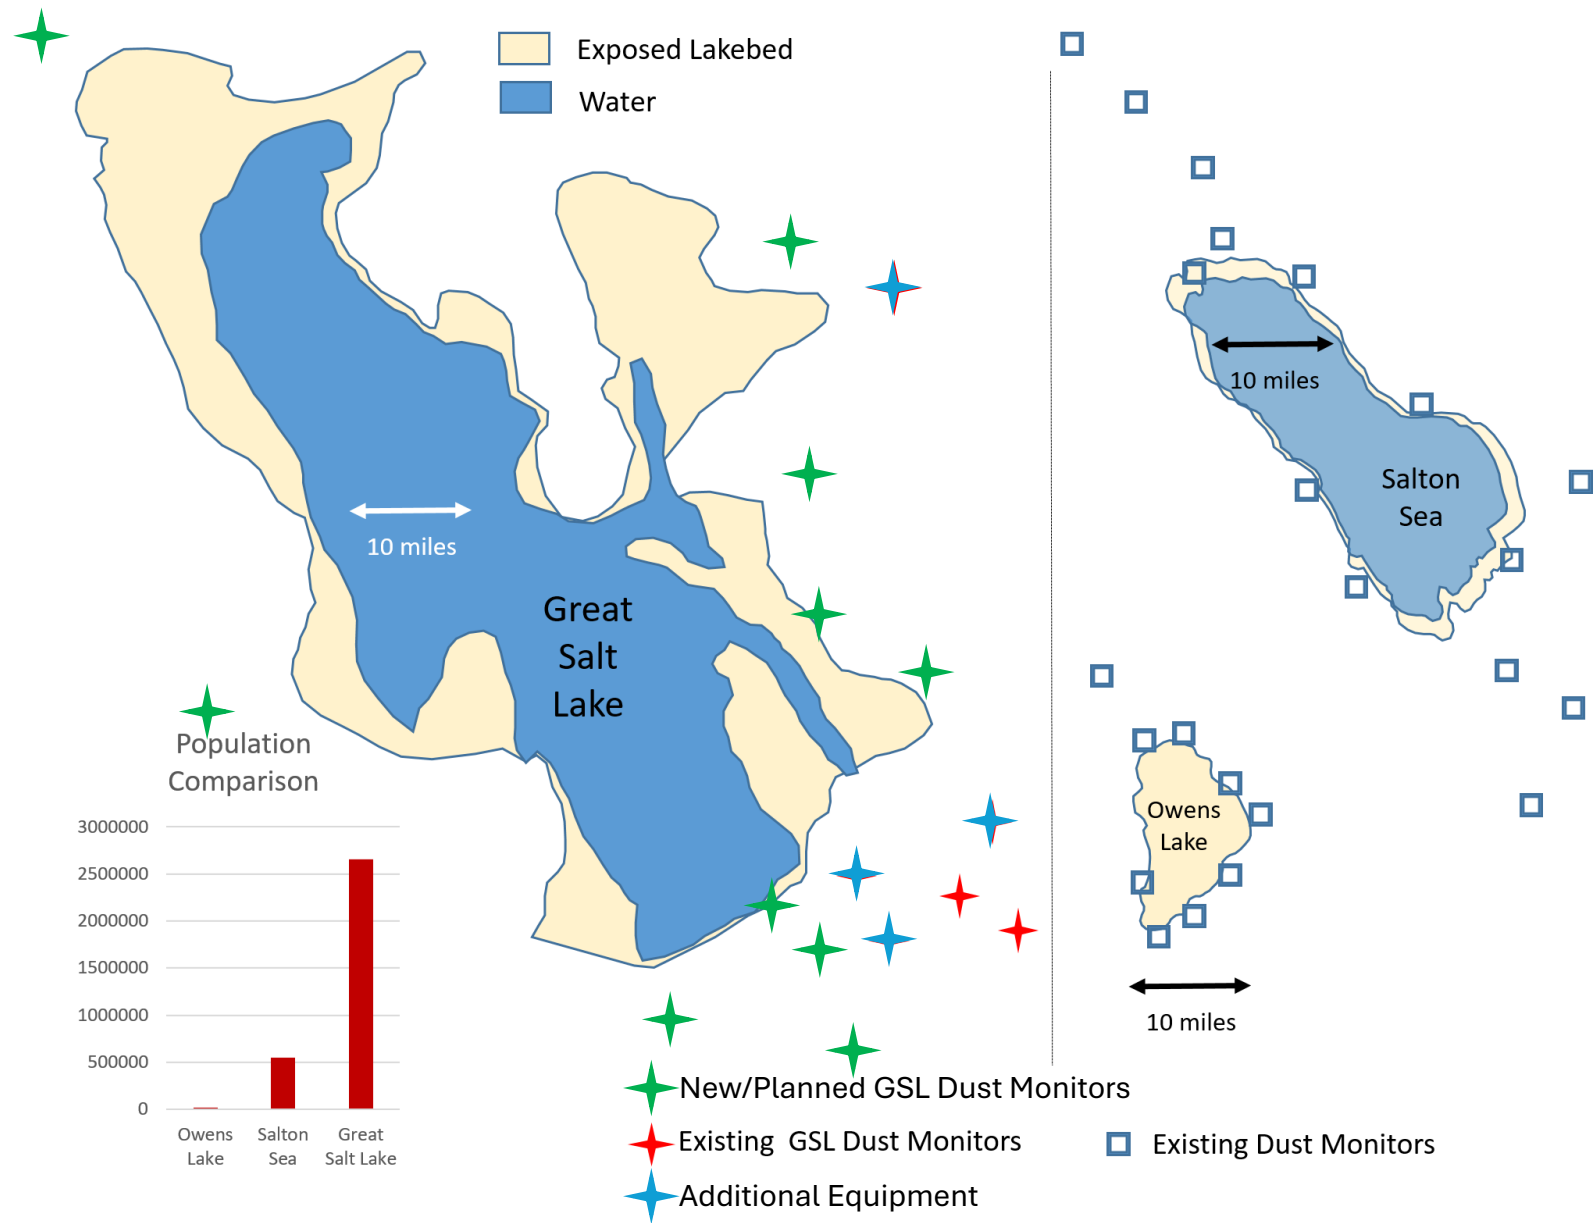 Exposed Lakebed
Water
10 miles
Great
Salt
Lake
10 miles
Salton
Sea
Owens
Lake
10 miles
Population
Comparison
3000000
2500000
2000000
1500000
1000000
500000
0
Owens
Lake
Salton
Sea
Great
Salt Lake
New/Planned GSL Dust Monitors
Existing  GSL Dust Monitors
Additional Equipment
Existing Dust Monitors